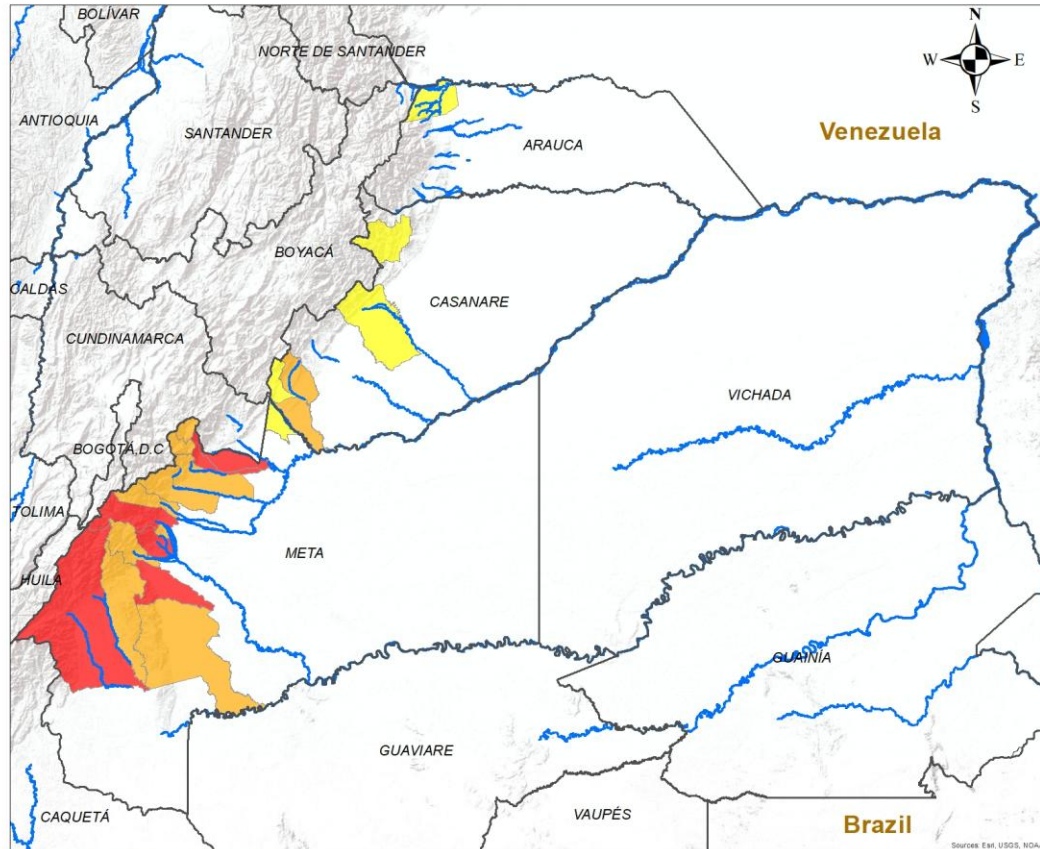 BOLÍVAR
NORTE DE SANTANDER
N
W
E
S
ANTIOQUIA
SANTANDER
Venezuela
ARAUCA
BOYACÁ
CALDAS
CASANARE
CUNDINAMARCA
VICHADA
BOGOTÁ,D.C
TOLIMA
META
HUILA
GUAINÍA
GUAVIARE
CAQUETÁ
VAUPÉS
Brazil
Sources: Esri, USGS, NOAA